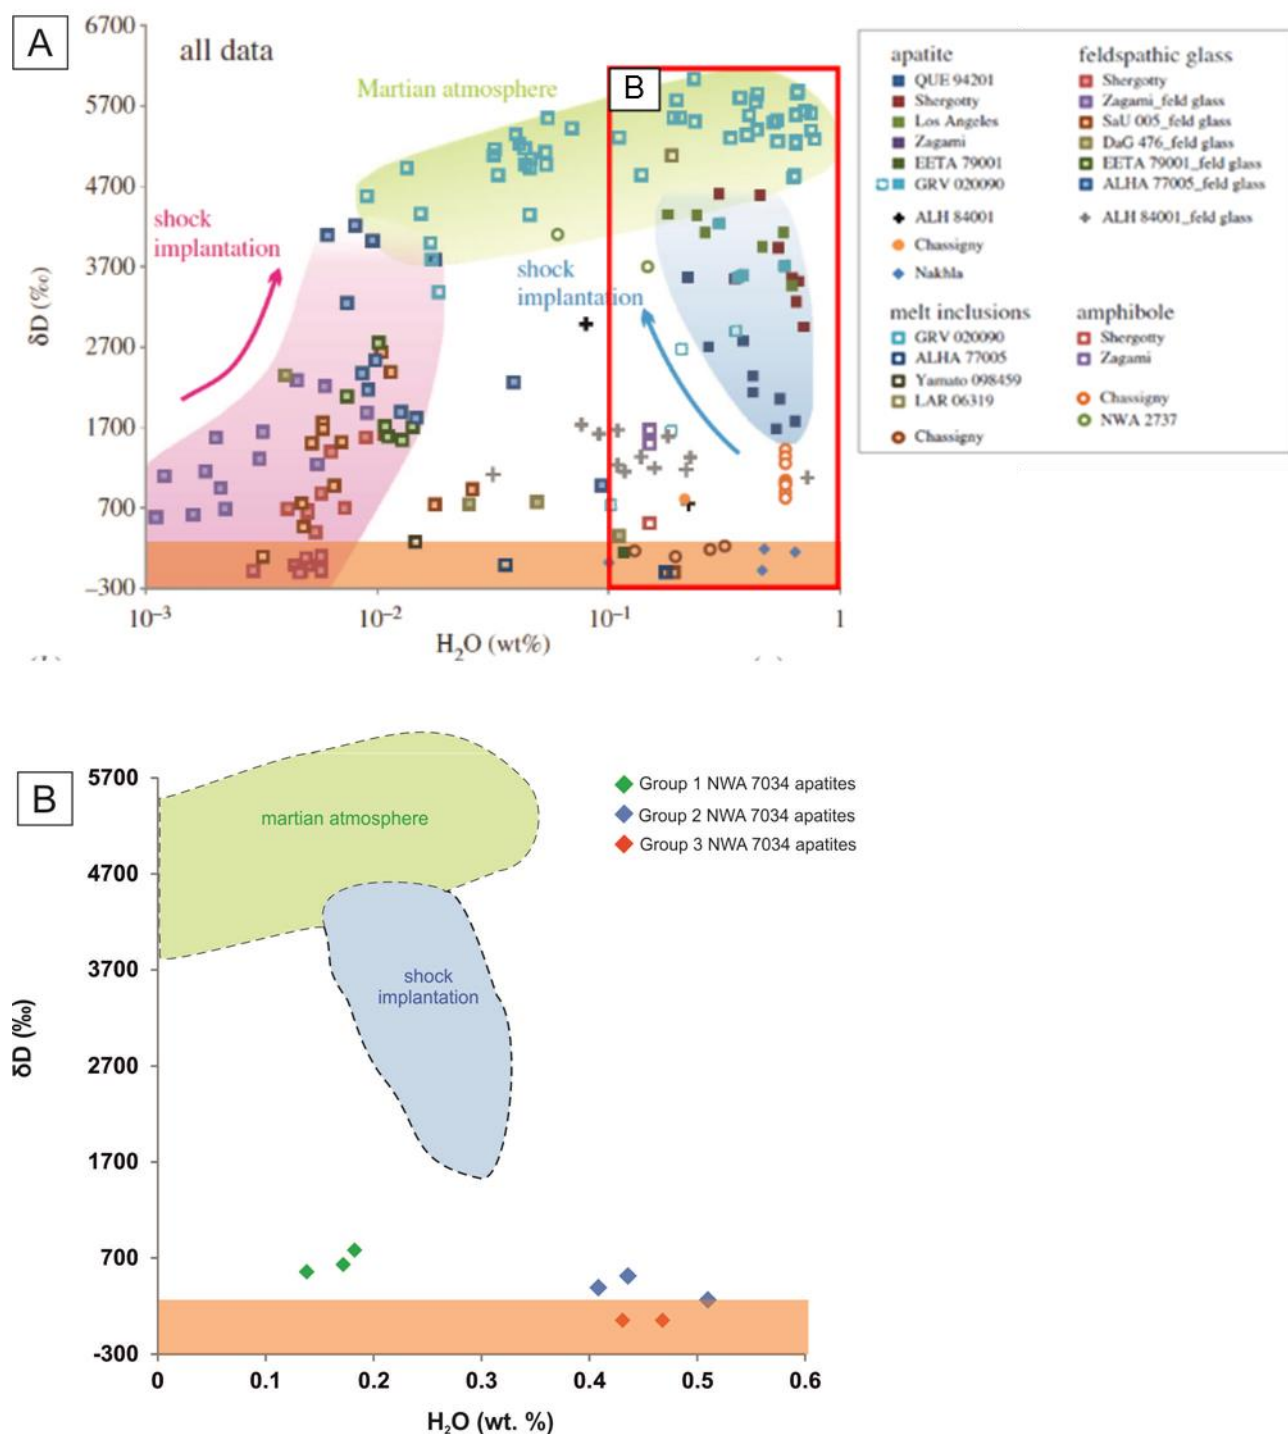 A
all data
Martian atmosphere
B
shock
implantation
shock
implantation
δD (‰)
6700
5700
4700
3700
2700
1700
700
−300
10⁻³
10⁻²
10⁻¹
1
H₂O (wt%)
apatite
QUE 94201
Shergotty
Los Angeles
Zagami
EETA 79001
GRV 020090
ALH 84001
Chassigny
Nakhla
melt inclusions
GRV 020090
ALHA 77005
Yamato 098459
LAR 06319
Chassigny
feldspathic glass
Shergotty
Zagami_feld glass
SaU 005_feld glass
DaG 476_feld glass
EETA 79001_feld glass
ALHA 77005_feld glass
ALH 84001_feld glass
amphibole
Shergotty
Zagami
Chassigny
NWA 2737
B
martian atmosphere
shock
implantation
Group 1 NWA 7034 apatites
Group 2 NWA 7034 apatites
Group 3 NWA 7034 apatites
δD (‰)
5700
4700
3700
2700
1700
700
-300
0
0.1
0.2
0.3
0.4
0.5
0.6
H₂O (wt. %)